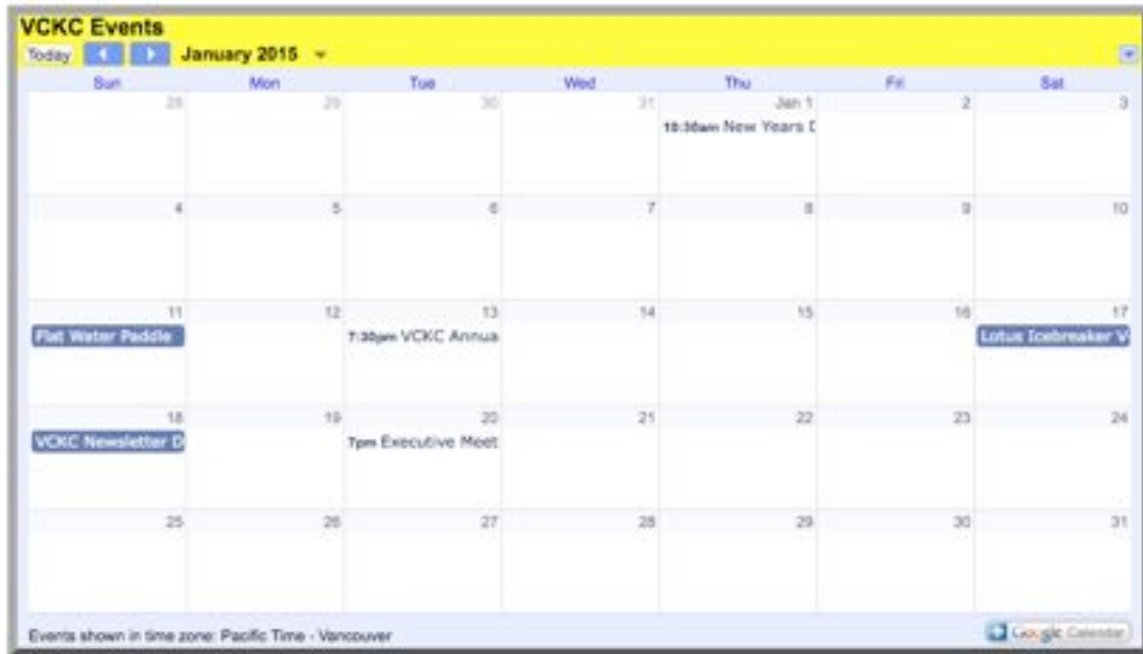 VCKC Events
Today January 2015
Sun Mon Tue Wed Thu Fri Sat
28 29 30 31 Jan 1 2 3
10:30am New Years D
4 5 6 7 8 9 10
11 12 13 14 15 16 17
Flat Water Paddle 7:30pm VCKC Annua Lotus Icebreaker V
18 19 20 21 22 23 24
VCKC Newsletter D 7pm Executive Meet
25 26 27 28 29 30 31
Events shown in time zone: Pacific Time - Vancouver
Google Calendar